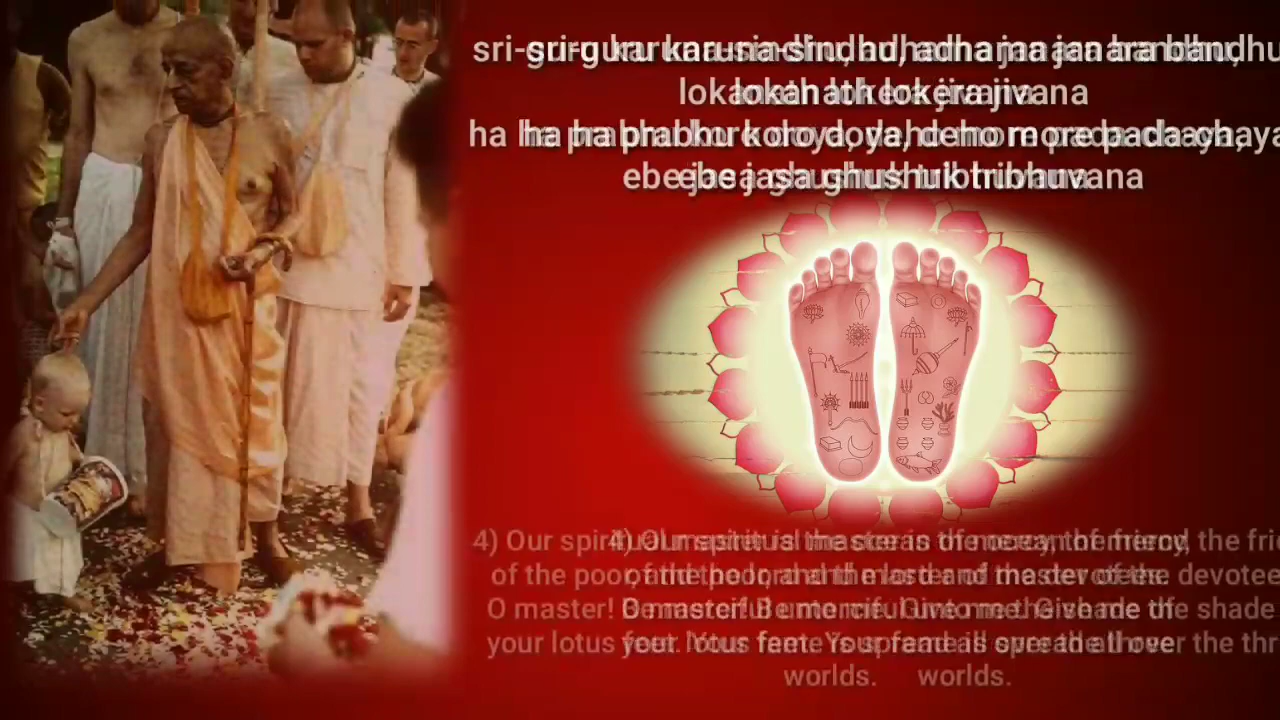 sri-guru karuna-sindhu, adhama janara bandhu,
lokanath lokera jivana
ha ha prabhu koro doya, deho more pada-chaya,
ebe jasa ghushuk tribhuvana
4) Our spiritual master is the ocean of mercy, the friend
of the poor, and the lord and master of the devotees.
O master! Be merciful unto me. Give me the shade of
your lotus feet. Your fame is spread all over the three
worlds.